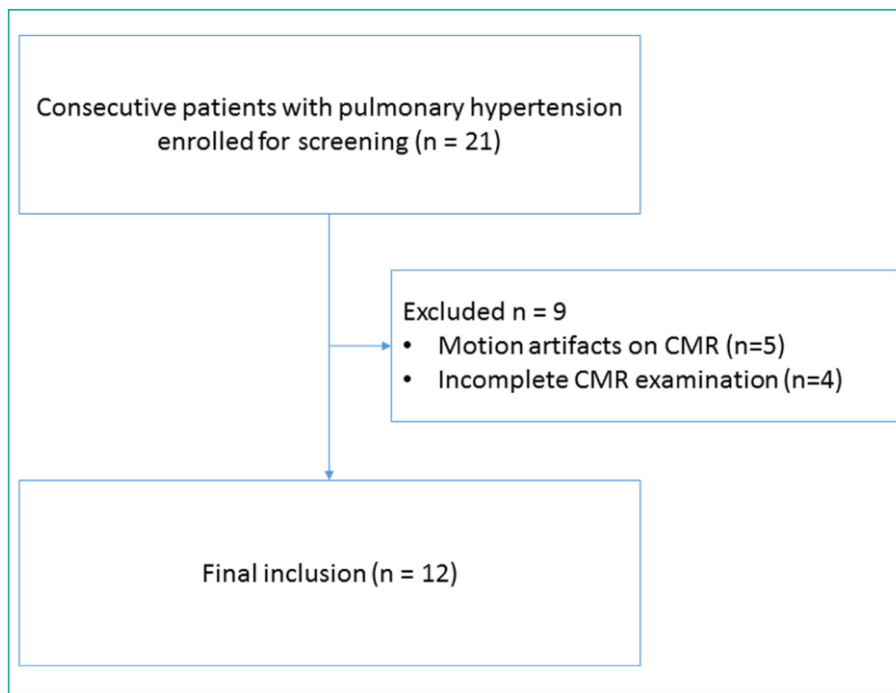 Consecutive patients with pulmonary hypertension
enrolled for screening (n = 21)
Excluded n = 9
• Motion artifacts on CMR (n=5)
• Incomplete CMR examination (n=4)
Final inclusion (n = 12)